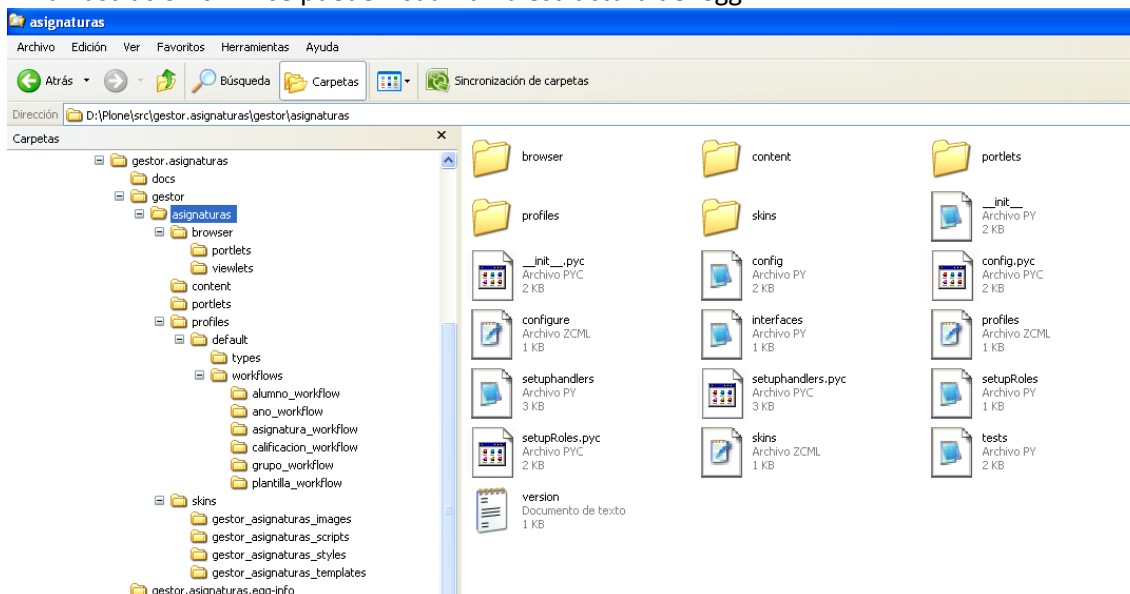 asignaturas
Archivo Edición Ver Favoritos Herramientas Ayuda
Atrás Búsqueda Carpetas Sincronización de carpetas
Dirección D:\Plone\src\gestor.asignaturas\gestor\asignaturas
Carpetas
gestor.asignaturas
docs
gestor
asignaturas
browser
portlets
viewlets
content
portlets
profiles
default
types
workflows
alumno_workflow
ano_workflow
asignatura_workflow
calificacion_workflow
grupo_workflow
plantilla_workflow
skins
gestor_asignaturas_images
gestor_asignaturas_scripts
gestor_asignaturas_styles
gestor_asignaturas_templates
gestor.asignaturas.egg-info
browser
content
portlets
profiles
skins
__init__
Archivo PY
2 KB
__init__.pyc
Archivo PYC
2 KB
config
Archivo PY
2 KB
config.pyc
Archivo PYC
2 KB
configure
Archivo ZCML
1 KB
interfaces
Archivo PY
1 KB
profiles
Archivo ZCML
1 KB
setuphandlers
Archivo PY
3 KB
setuphandlers.pyc
Archivo PYC
3 KB
setupRoles
Archivo PY
1 KB
setupRoles.pyc
Archivo PYC
2 KB
skins
Archivo ZCML
1 KB
tests
Archivo PY
2 KB
version
Documento de texto
1 KB